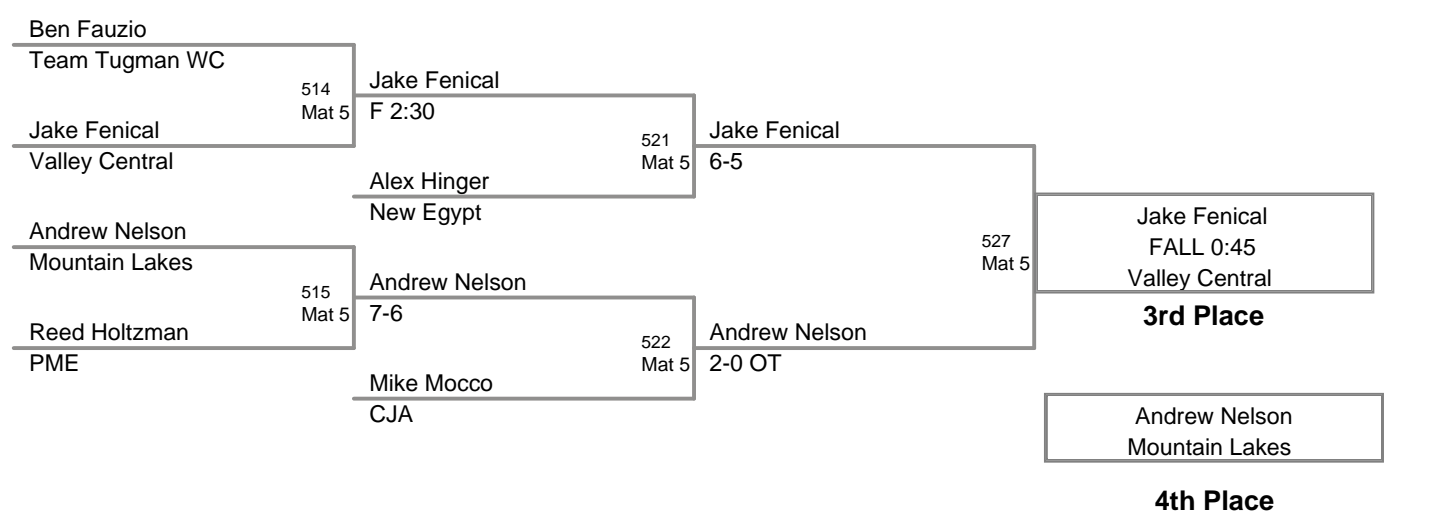 Ben Fauzio
Team Tugman WC
514
Mat 5
Jake Fenical
Valley Central
Jake Fenical
F 2:30
Alex Hinger
New Egypt
521
Mat 5
Andrew Nelson
Mountain Lakes
515
Mat 5
Reed Holtzman
PME
Andrew Nelson
7-6
Mike Mocco
CJA
522
Mat 5
Jake Fenical
6-5
Andrew Nelson
2-0 OT
527
Mat 5
Jake Fenical
FALL 0:45
Valley Central
3rd Place
Andrew Nelson
Mountain Lakes
4th Place